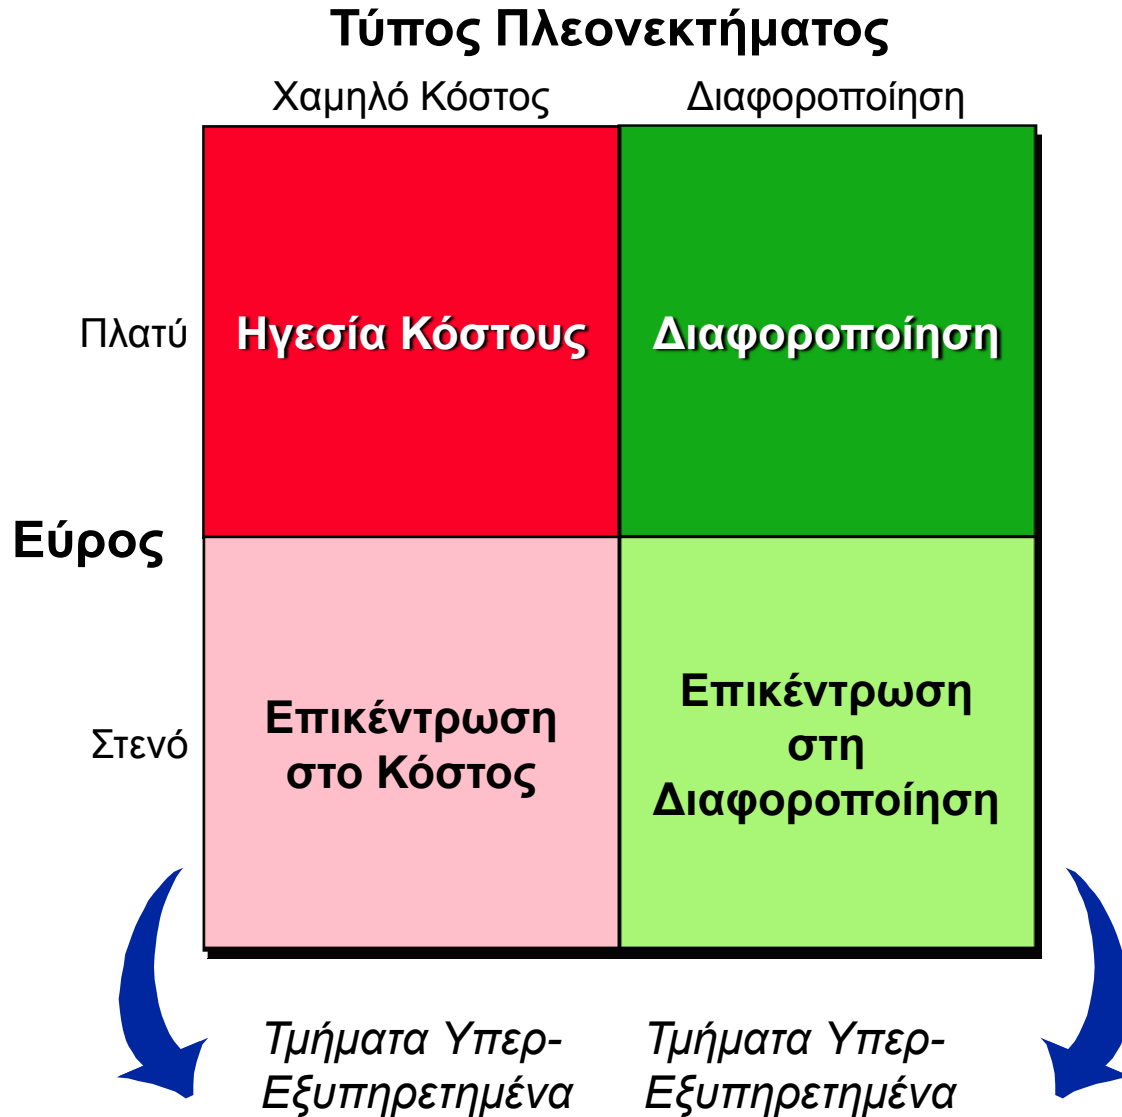 Τύπος Πλεονεκτήματος
Χαμηλό Κόστος
Διαφοροποίηση
Πλατύ
Ηγεσία Κόστους
Διαφοροποίηση
Εύρος
Στενό
Επικέντρωση
στο Κόστος
Επικέντρωση
στη
Διαφοροποίηση
Τμήματα Υπερ-
Εξυπηρετημένα
Τμήματα Υπερ-
Εξυπηρετημένα